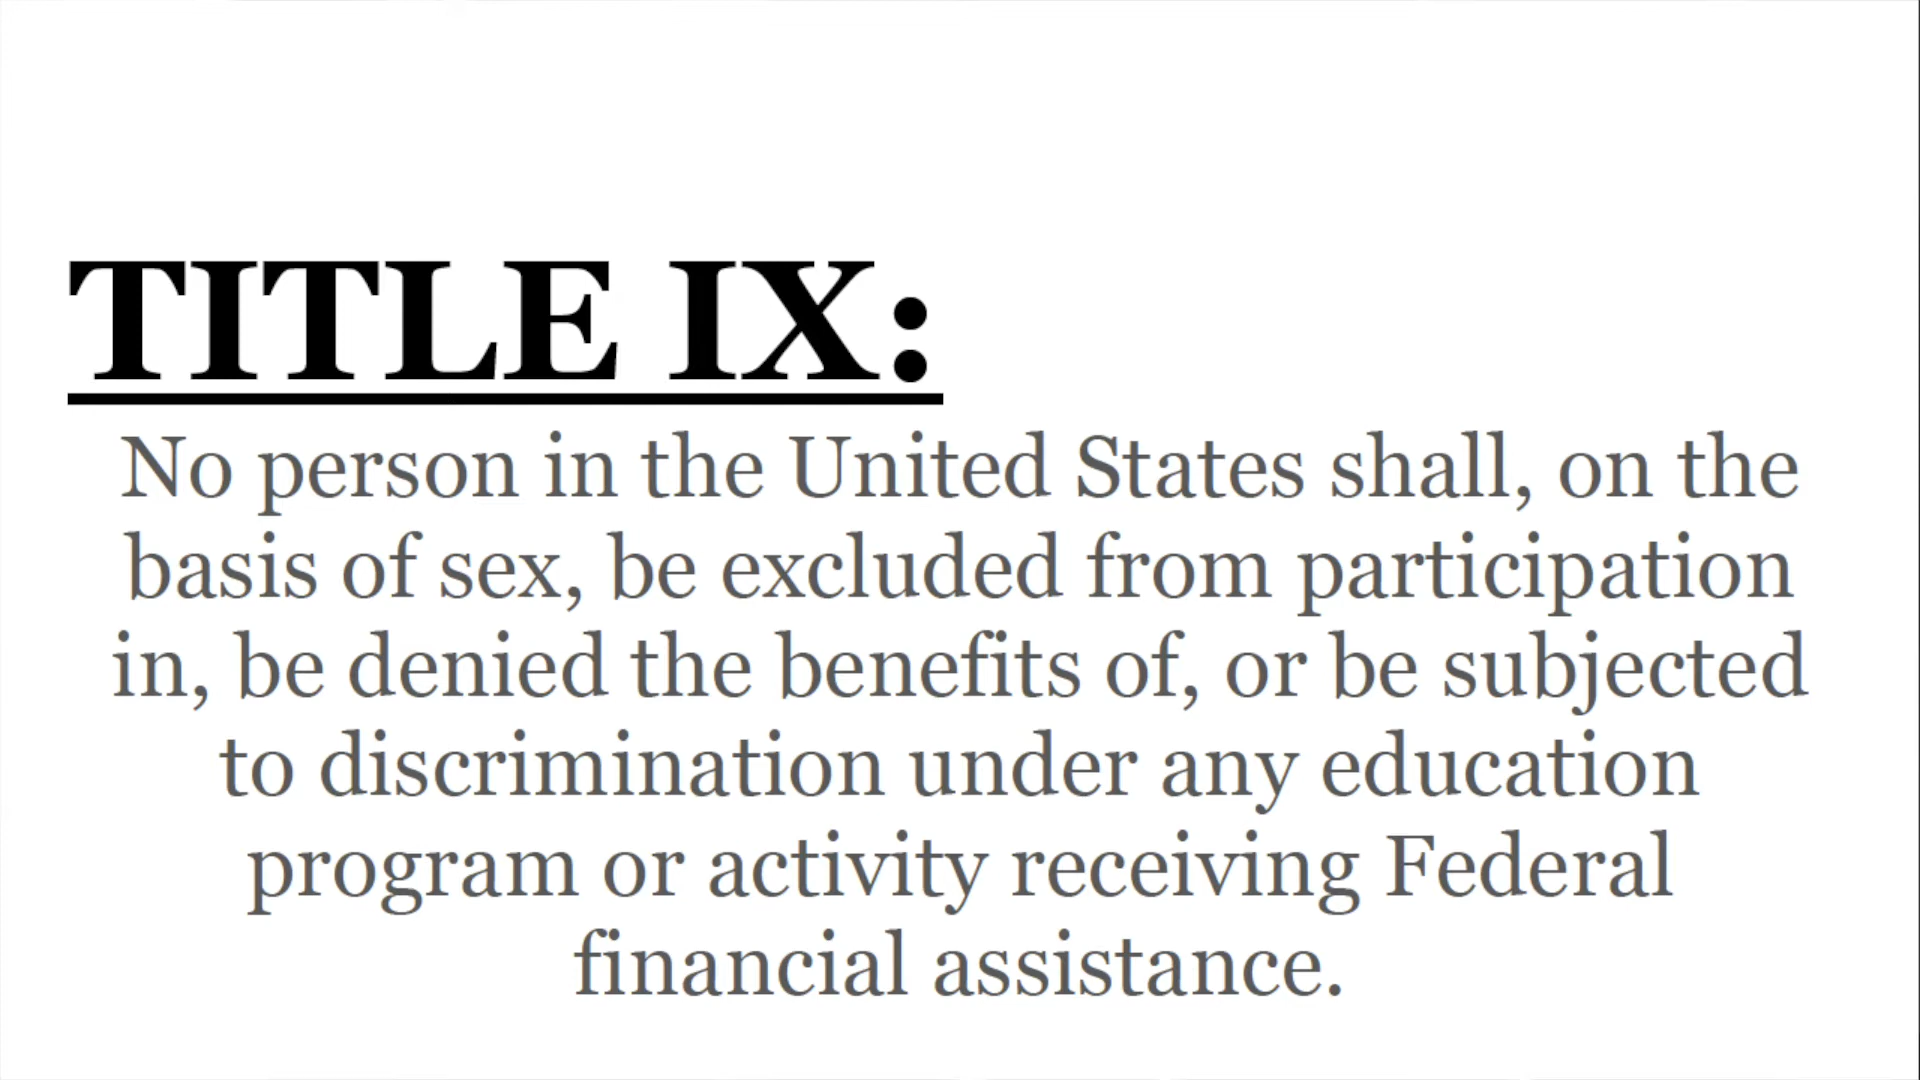 TITLE IX:
No person in the United States shall, on the
basis of sex, be excluded from participation
in, be denied the benefits of, or be subjected
to discrimination under any education
program or activity receiving Federal
financial assistance.